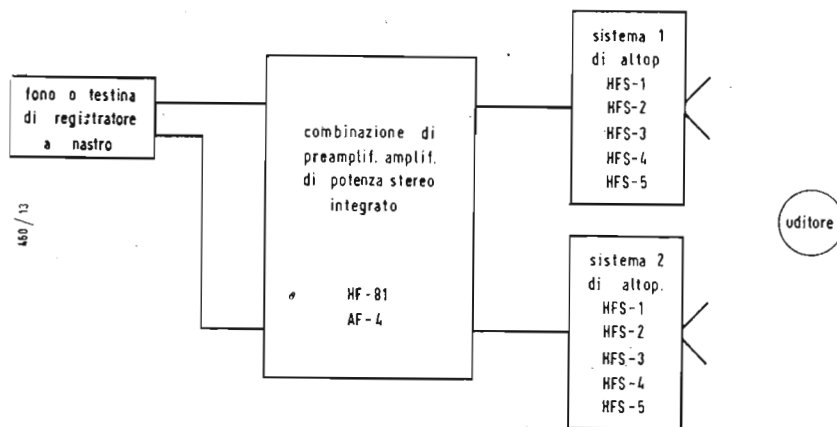 fono o testina
di registratore
a nastro
460/13
combinazione di
preamplif. amplif.
di potenza stereo
integrato
HF-81
AF-4
sistema 1
di altop
HFS-1
HFS-2
HFS-3
HFS-4
HFS-5
sistema 2
di altop.
HFS-1
HFS-2
HFS-3
HFS-4
HFS-5
uditore